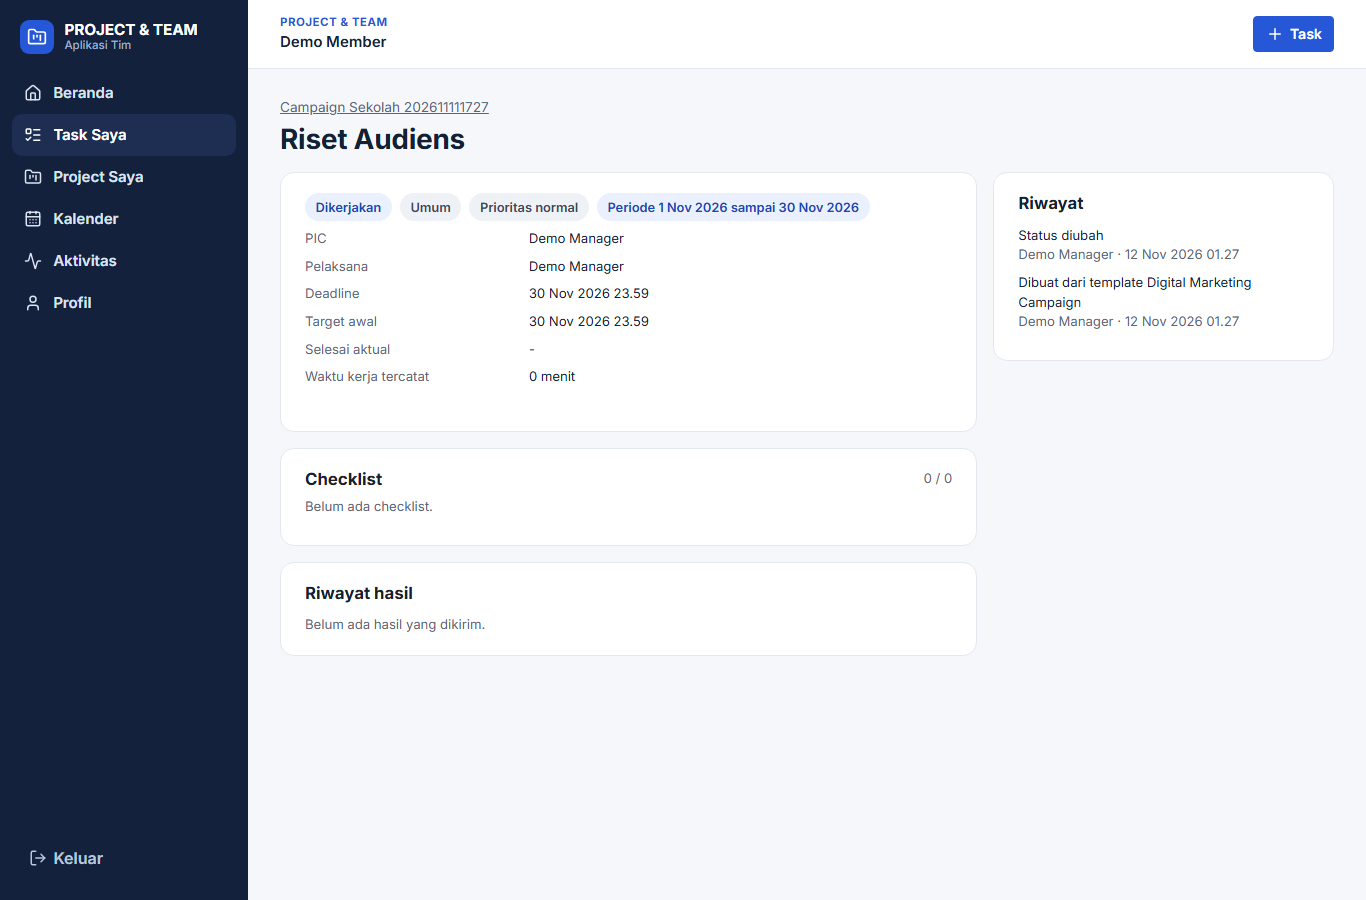 PROJECT & TEAM
Aplikasi Tim
Beranda
Task Saya
Project Saya
Kalender
Aktivitas
Profil
Keluar
PROJECT & TEAM
Demo Member
Task
Campaign Sekolah 202611111727
Riset Audiens
Dikerjakan Umum Prioritas normal Periode 1 Nov 2026 sampai 30 Nov 2026
PIC Demo Manager
Pelaksana Demo Manager
Deadline 30 Nov 2026 23.59
Target awal 30 Nov 2026 23.59
Selesai aktual -
Waktu kerja tercatat 0 menit
Checklist 0 / 0
Belum ada checklist.
Riwayat hasil
Belum ada hasil yang dikirim.
Riwayat
Status diubah
Demo Manager · 12 Nov 2026 01.27
Dibuat dari template Digital Marketing
Campaign
Demo Manager · 12 Nov 2026 01.27